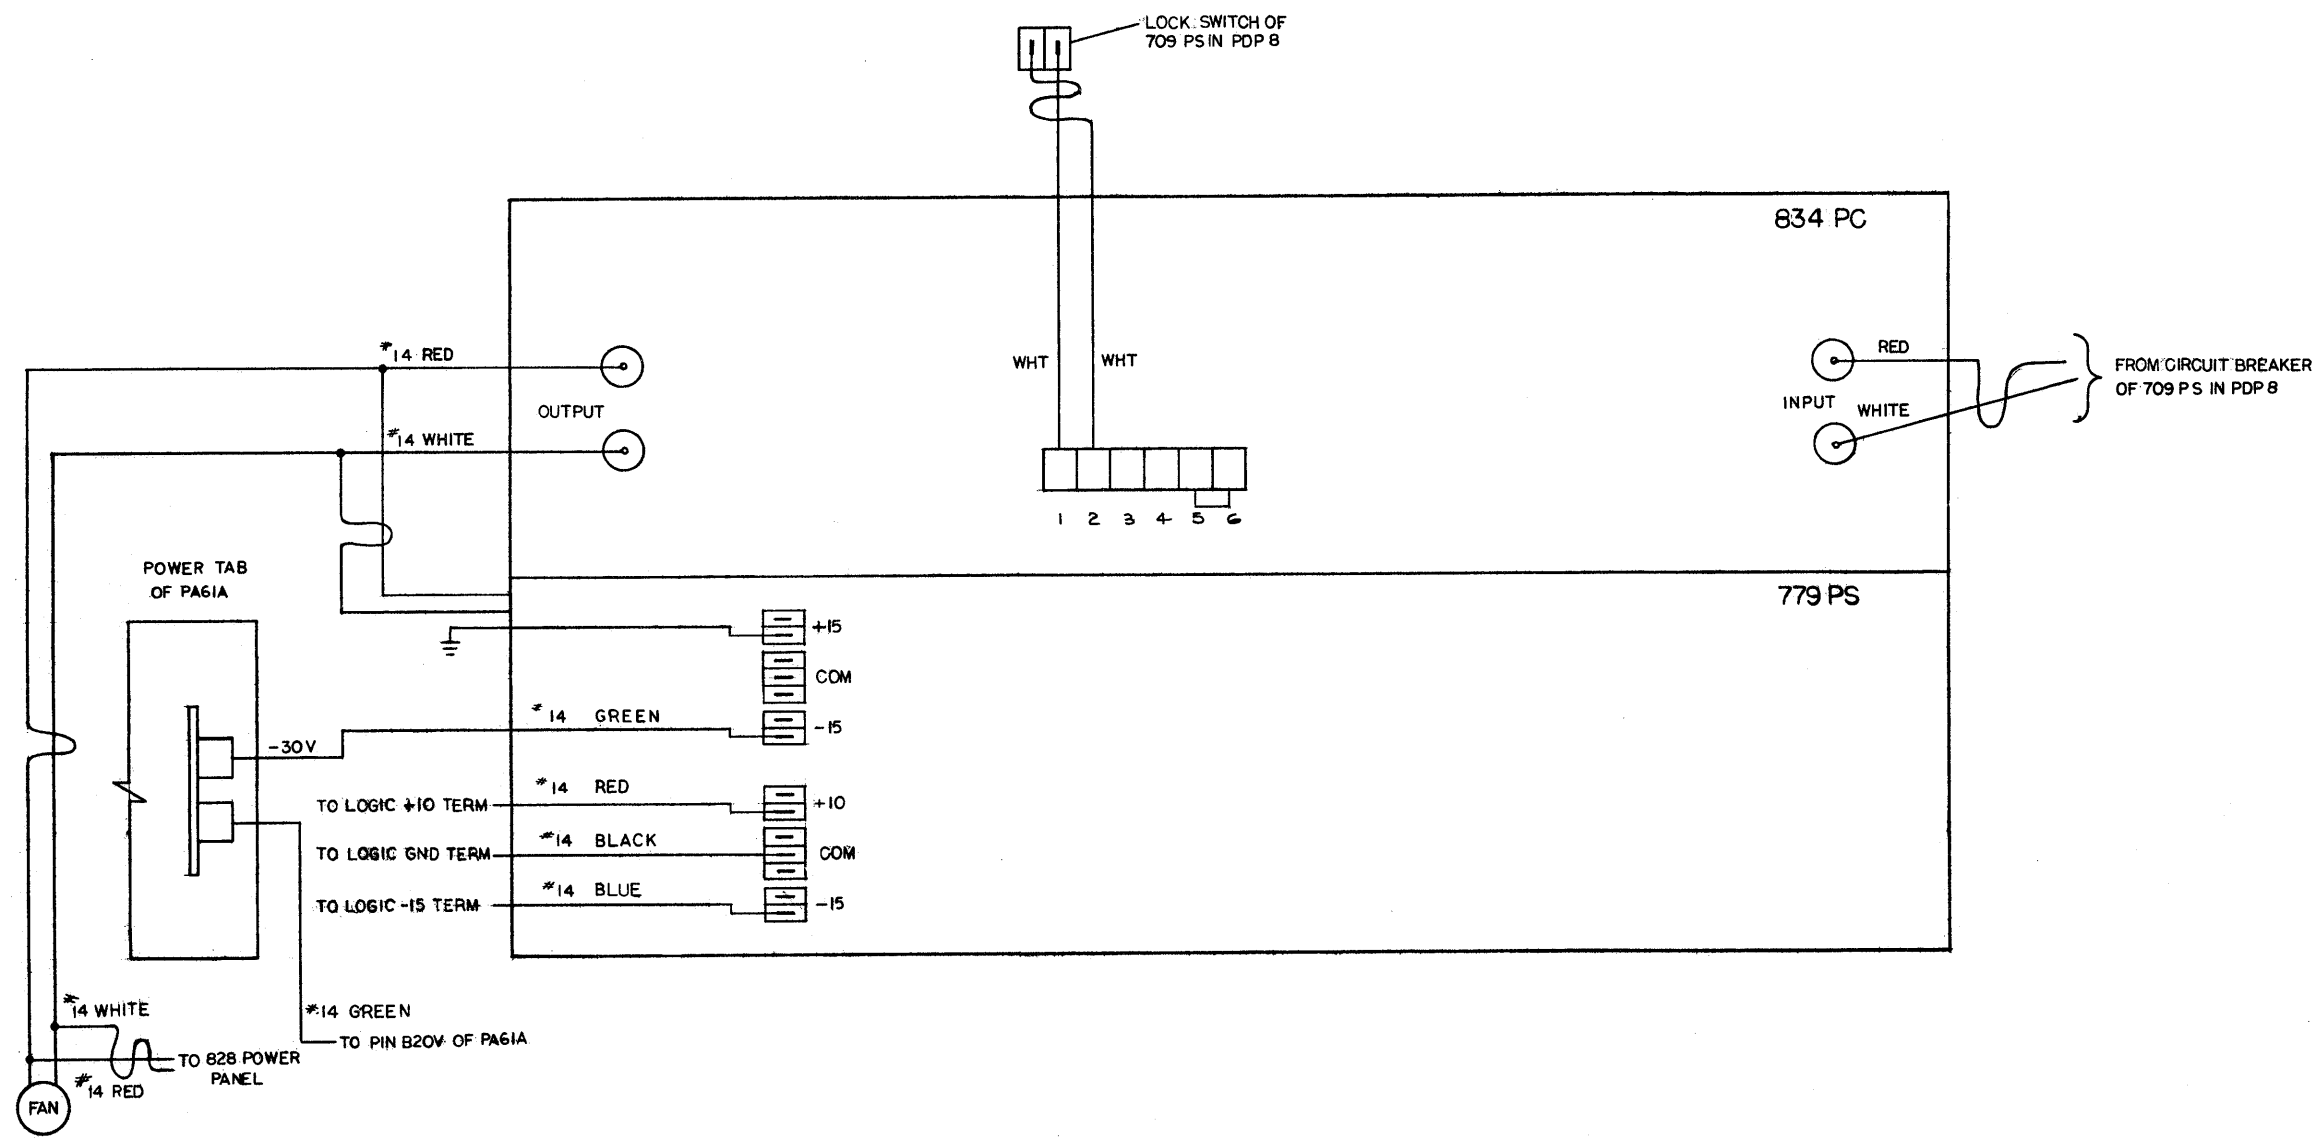 LOCK SWITCH OF
709 PS IN PDP 8
834 PC
#14 RED
OUTPUT
#14 WHITE
WHT
WHT
1 2 3 4 5 6
RED
INPUT
WHITE
FROM CIRCUIT BREAKER
OF 709 PS IN PDP 8
POWER TAB
OF PA61A
779 PS
+15
COM
#14 GREEN
-15
-30V
#14 RED
TO LOGIC +10 TERM
+10
#14 BLACK
TO LOGIC GND TERM
COM
#14 BLUE
TO LOGIC -15 TERM
-15
#14 WHITE
#14 GREEN
TO PIN B20V OF PA61A
TO 828 POWER
PANEL
#14 RED
FAN